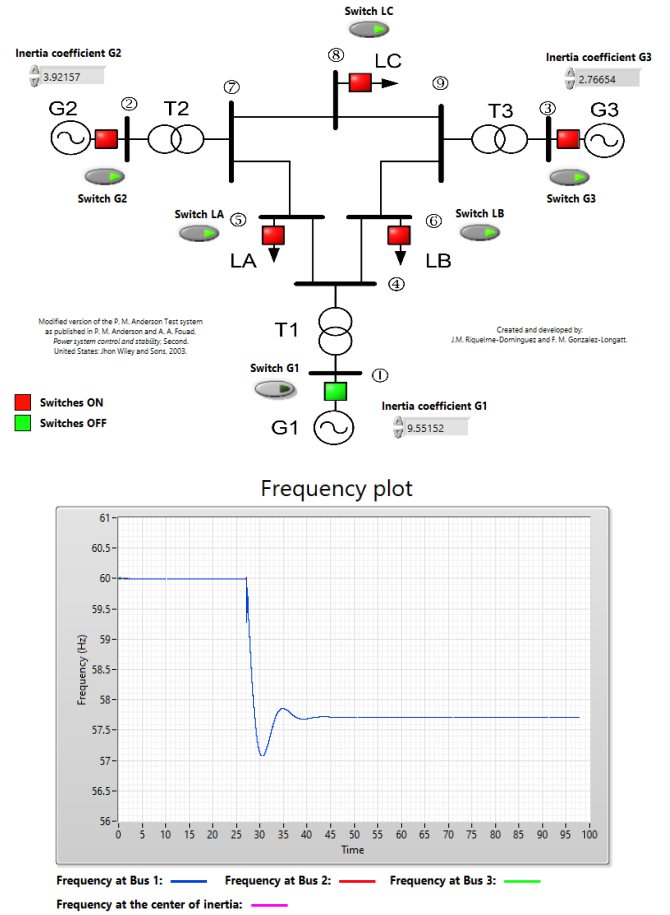 Switch LC
Inertia coefficient G2
3.92157
Inertia coefficient G3
2.76654
⑧
LC
⑦
⑨
G2
②
T2
T3
③
G3
Switch G2
Switch G3
Switch LA
⑤
⑥
Switch LB
LA
LB
④
Modified version of the P. M. Anderson Test system
as published in P. M. Anderson and A. A. Fouad,
Power system control and stability, Second.
United States: Jhon Wiley and Sons, 2003.
T1
Created and developed by:
J.M. Riquelme-Dominguez and F. M. Gonzalez-Longatt.
Switch G1
①
Switches ON
Switches OFF
G1
Inertia coefficient G1
9.55152
Frequency plot
61
60.5
60
59.5
59
58.5
58
57.5
57
56.5
56
Frequency (Hz)
0 5 10 15 20 25 30 35 40 45 50 55 60 65 70 75 80 85 90 95 100
Time
Frequency at Bus 1: Frequency at Bus 2: Frequency at Bus 3:
Frequency at the center of inertia: